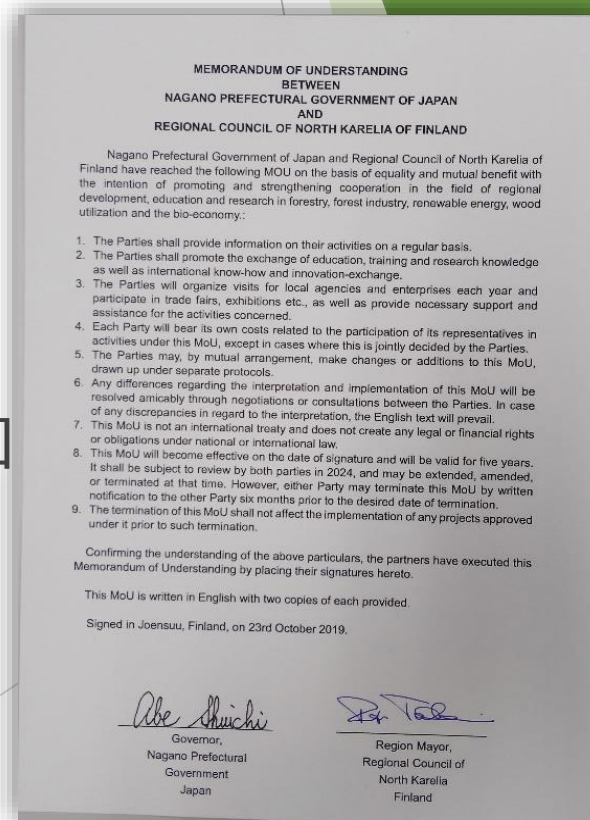 MEMORANDUM OF UNDERSTANDING
BETWEEN
NAGANO PREFECTURAL GOVERNMENT OF JAPAN
AND
REGIONAL COUNCIL OF NORTH KARELIA OF FINLAND
Nagano Prefectural Government of Japan and Regional Council of North Karelia of
Finland have reached the following MOU on the basis of equality and mutual benefit with
the intention of promoting and strengthening cooperation in the field of regional
development, education and research in forestry, forest industry, renewable energy, wood
utilization and the bio-economy.:
1. The Parties shall provide information on their activities on a regular basis.
2. The Parties shall promote the exchange of education, training and research knowledge
as well as international know-how and innovation-exchange.
3. The Parties will organize visits for local agencies and enterprises each year and
participate in trade fairs, exhibitions etc., as well as provide necessary support and
assistance for the activities concerned.
4. Each Party will bear its own costs related to the participation of its representatives in
activities under this MoU, except in cases where this is jointly decided by the Parties.
5. The Parties may, by mutual arrangement, make changes or additions to this MoU,
drawn up under separate protocols.
6. Any differences regarding the interpretation and implementation of this MoU will be
resolved amicably through negotiations or consultations between the Parties. In case
of any discrepancies in regard to the interpretation, the English text will prevail.
7. This MoU is not an international treaty and does not create any legal or financial rights
or obligations under national or international law.
8. This MoU will become effective on the date of signature and will be valid for five years.
It shall be subject to review by both parties in 2024, and may be extended, amended,
or terminated at that time. However, either Party may terminate this MoU by written
notification to the other Party six months prior to the desired date of termination.
9. The termination of this MoU shall not affect the implementation of any projects approved
under it prior to such termination.
Confirming the understanding of the above particulars, the partners have executed this
Memorandum of Understanding by placing their signatures hereto.
This MoU is written in English with two copies of each provided.
Signed in Joensuu, Finland, on 23rd October 2019.
Abe Shuichi
Governor,
Nagano Prefectural
Government
Japan
Region Mayor,
Regional Council of
North Karelia
Finland